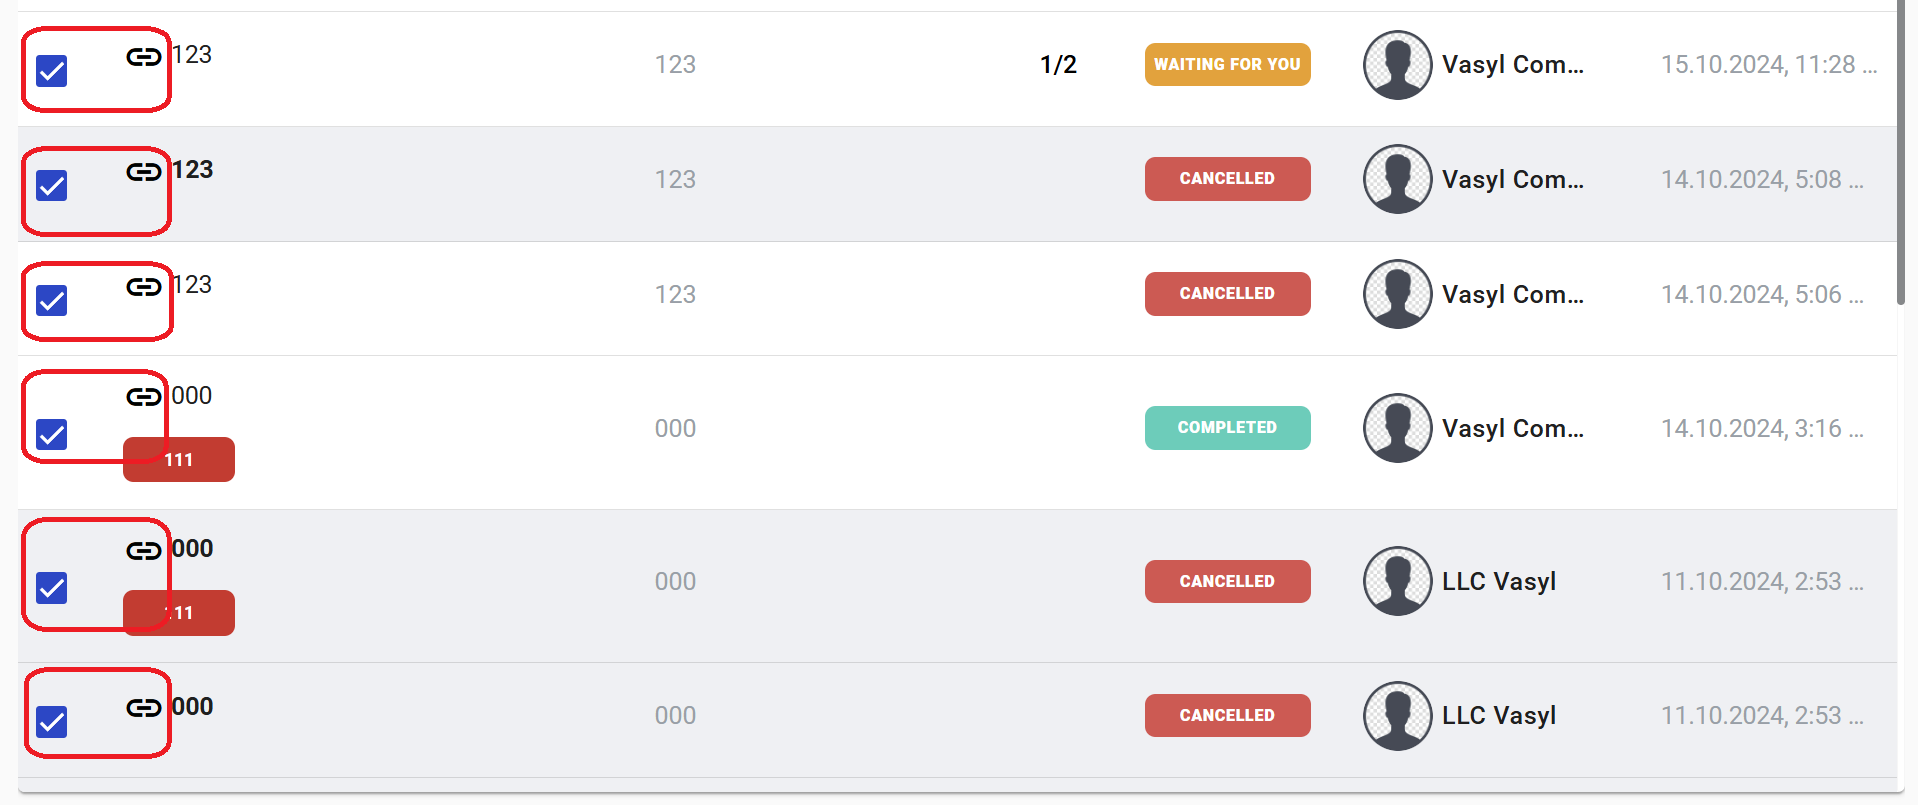 123 123 1/2 WAITING FOR YOU Vasyl Com... 15.10.2024, 11:28 ...
123 123 CANCELLED Vasyl Com... 14.10.2024, 5:08 ...
123 123 CANCELLED Vasyl Com... 14.10.2024, 5:06 ...
000 000 COMPLETED Vasyl Com... 14.10.2024, 3:16 ...
111
000 000 CANCELLED LLC Vasyl 11.10.2024, 2:53 ...
111
000 000 CANCELLED LLC Vasyl 11.10.2024, 2:53 ...